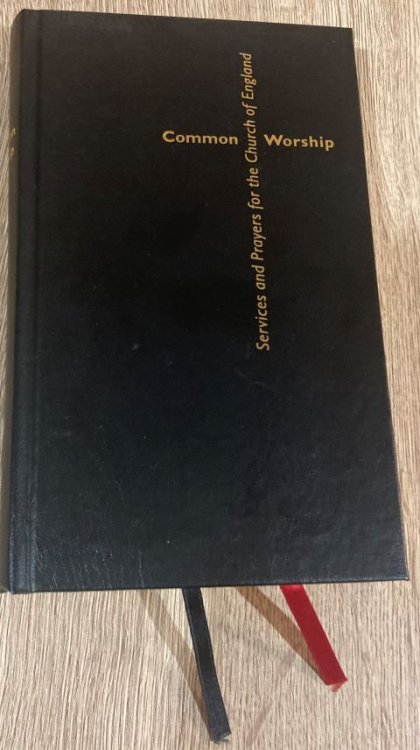 Common Worship
Services and Prayers for the Church of England